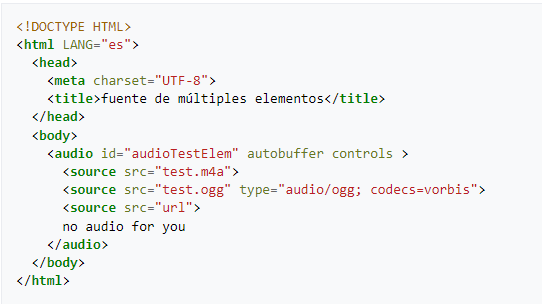 <!DOCTYPE HTML>
<html LANG="es">
<head>
<meta charset="UTF-8">
<title>fuente de múltiples elementos</title>
</head>
<body>
<audio id="audioTestElem" autobuffer controls >
<source src="test.m4a">
<source src="test.ogg" type="audio/ogg; codecs=vorbis">
<source src="url">
no audio for you
</audio>
</body>
</html>